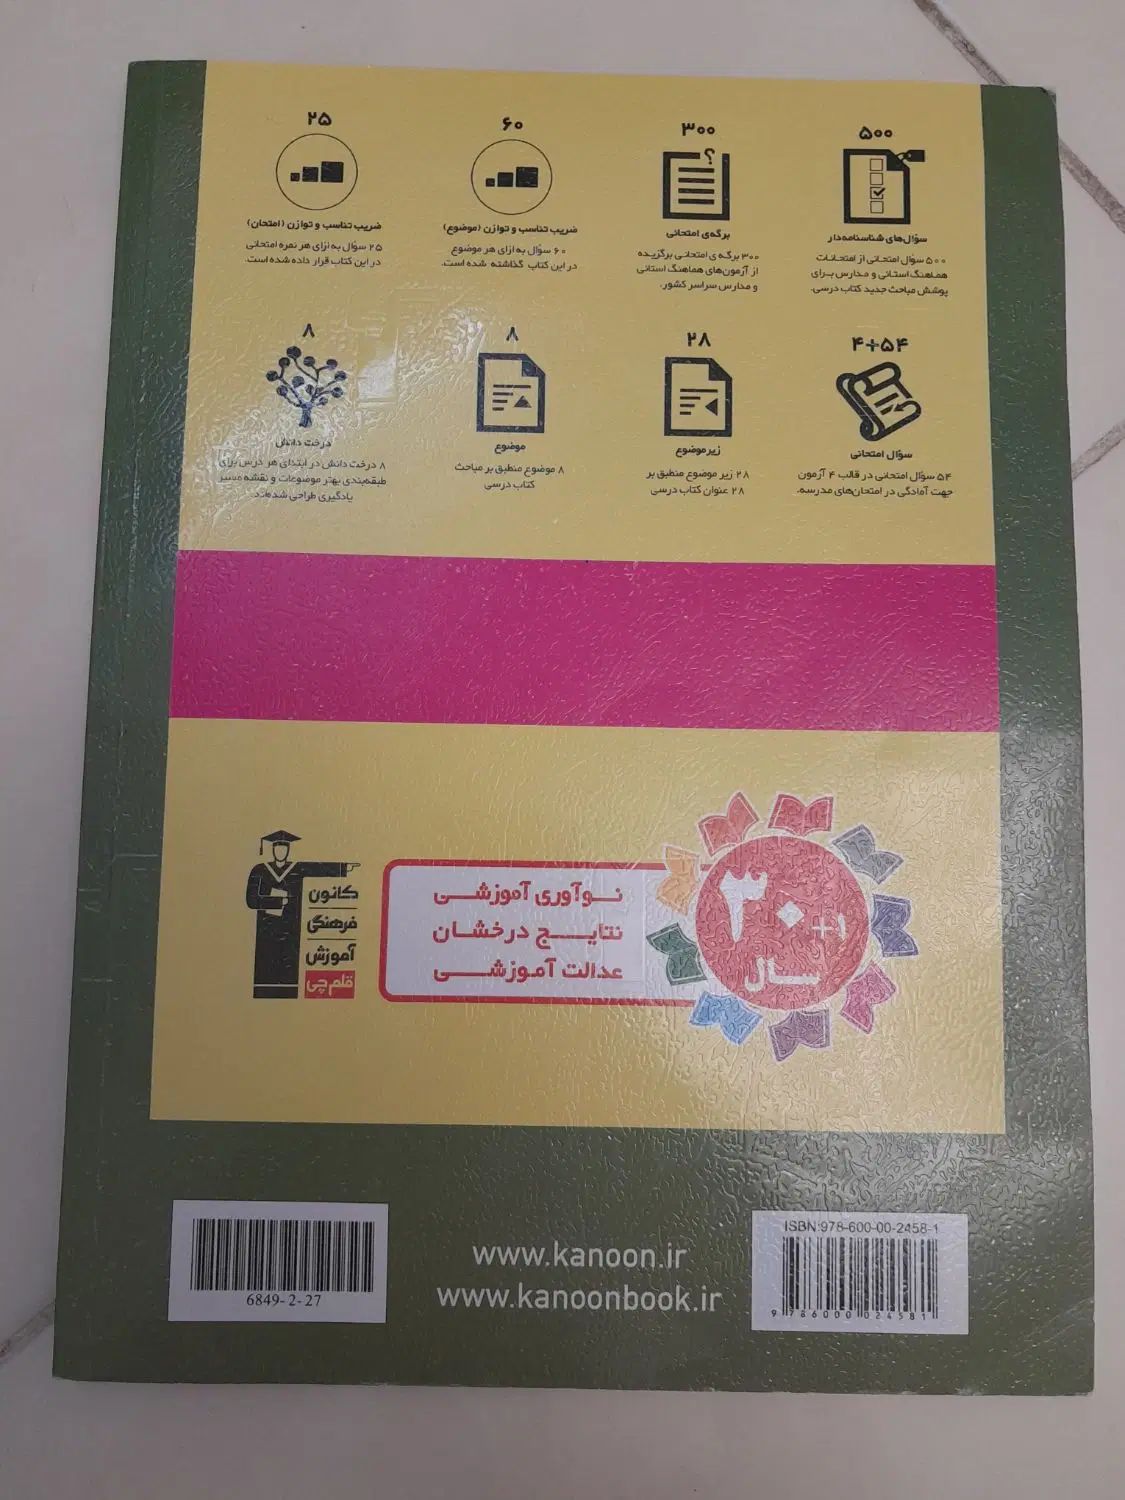 ۵۰۰
سؤال‌های شناسنامه‌دار
۵۰۰ سؤال امتحانی از امتحانات
هماهنگ استانی و مدارس برای
پوشش مباحث جدید کتاب درسی.
۳۰۰
؟
برگه‌ی امتحانی
۳۰۰ برگه ی امتحانی برگزیده
از آزمون‌های هماهنگ استانی
و مدارس سراسر کشور.
۶۰
ضریب تناسب و توازن (موضوع)
۶۰ سؤال به ازای هر موضوع
در این کتاب گذاشته شده است.
۲۵
ضریب تناسب و توازن (امتحان)
۲۵ سؤال به ازای هر نمره امتحانی
در این کتاب قرار داده شده است.
۴÷۵۴
سؤال امتحانی
۵۴ سؤال امتحانی در قالب ۴ آزمون
جهت آمادگی در امتحان‌های مدرسه.
۲۸
زیرموضوع
۲۸ زیر موضوع منطبق بر
۲۸ عنوان کتاب درسی
۸
موضوع
۸ موضوع منطبق بر مباحث
کتاب درسی
۸
درخت دانش
۸ درخت دانش در ابتدای هر درس برای
طبقه‌بندی بهتر موضوعات و نقشه مسیر
یادگیری طراحی شده‌اند.
۳۰
سال
نوآوری آموزشی
نتایج درخشان
عدالت آموزشی
کانون
فرهنگی
آموزش
قلم‌چی
www.kanoon.ir
www.kanoonbook.ir
ISBN:978-600-00-2458-1
9 786000 024581
6849-2-27